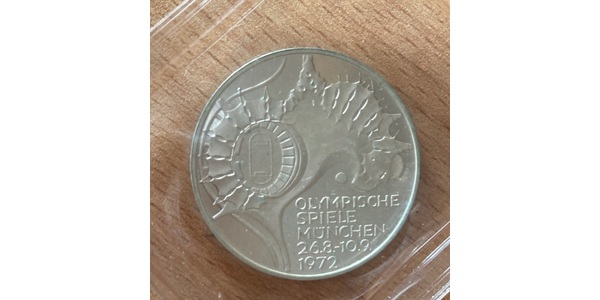 OLYMPISCHE
SPIELE
MÜNCHEN
26.8.-10.9.
1972